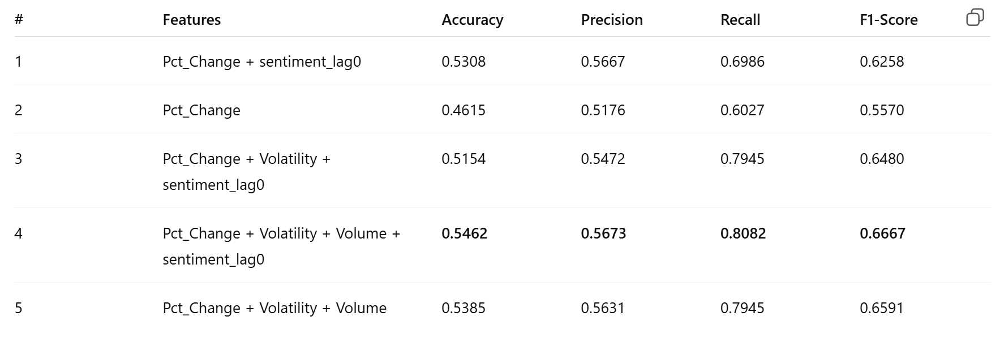 # Features Accuracy Precision Recall F1-Score
1 Pct_Change + sentiment_lag0 0.5308 0.5667 0.6986 0.6258
2 Pct_Change 0.4615 0.5176 0.6027 0.5570
3 Pct_Change + Volatility + 0.5154 0.5472 0.7945 0.6480
sentiment_lag0
4 Pct_Change + Volatility + Volume + 0.5462 0.5673 0.8082 0.6667
sentiment_lag0
5 Pct_Change + Volatility + Volume 0.5385 0.5631 0.7945 0.6591